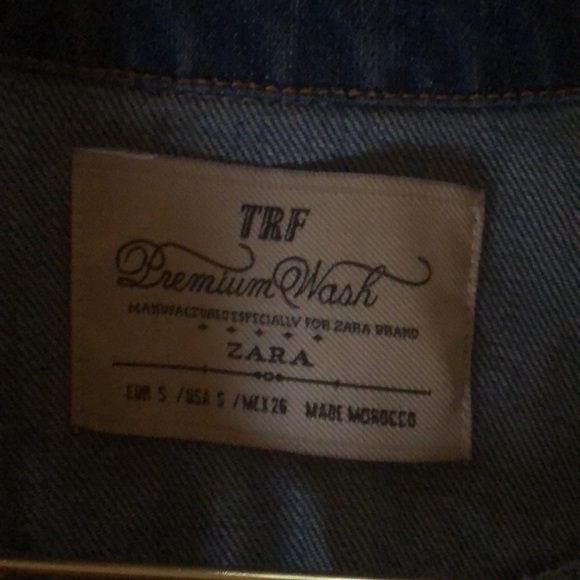 TRF
Premium Wash
MANUFACTURED ESPECIALLY FOR ZARA BRAND
ZARA
EUR S /USA S /MEX 26 MADE MOROCCO